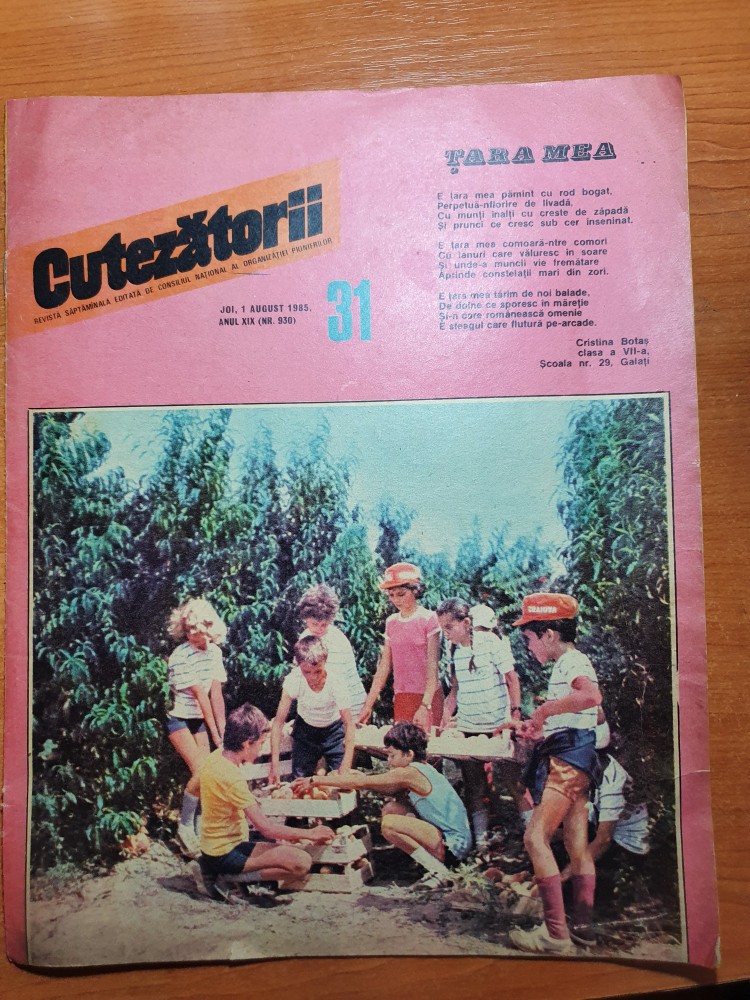 Cutezătorii
REVISTĂ SĂPTĂMÎNALĂ EDITATĂ DE CONSILIUL NAȚIONAL AL ORGANIZAȚIEI PIONIERILOR
JOI, 1 AUGUST 1985,
ANUL XIX (NR. 930)
31
ȚARA MEA
E țara mea pămînt cu rod bogat,
Perpetuă-nflorire de livadă,
Cu munți înalți cu creste de zăpadă
Și prunci ce cresc sub cer înseninat.
E țara mea comoară-ntre comori
Cu lanuri care văluresc în soare
Și unde-a muncii vie fremătare
Aprinde constelații mari din zori.
E țara mea tărîm de noi balade,
De doine ce sporesc în măreție
Și-n core românească omenie
E steagul care flutură pe-arcade.
Cristina Botaș
clasa a VII-a,
Școala nr. 29, Galați